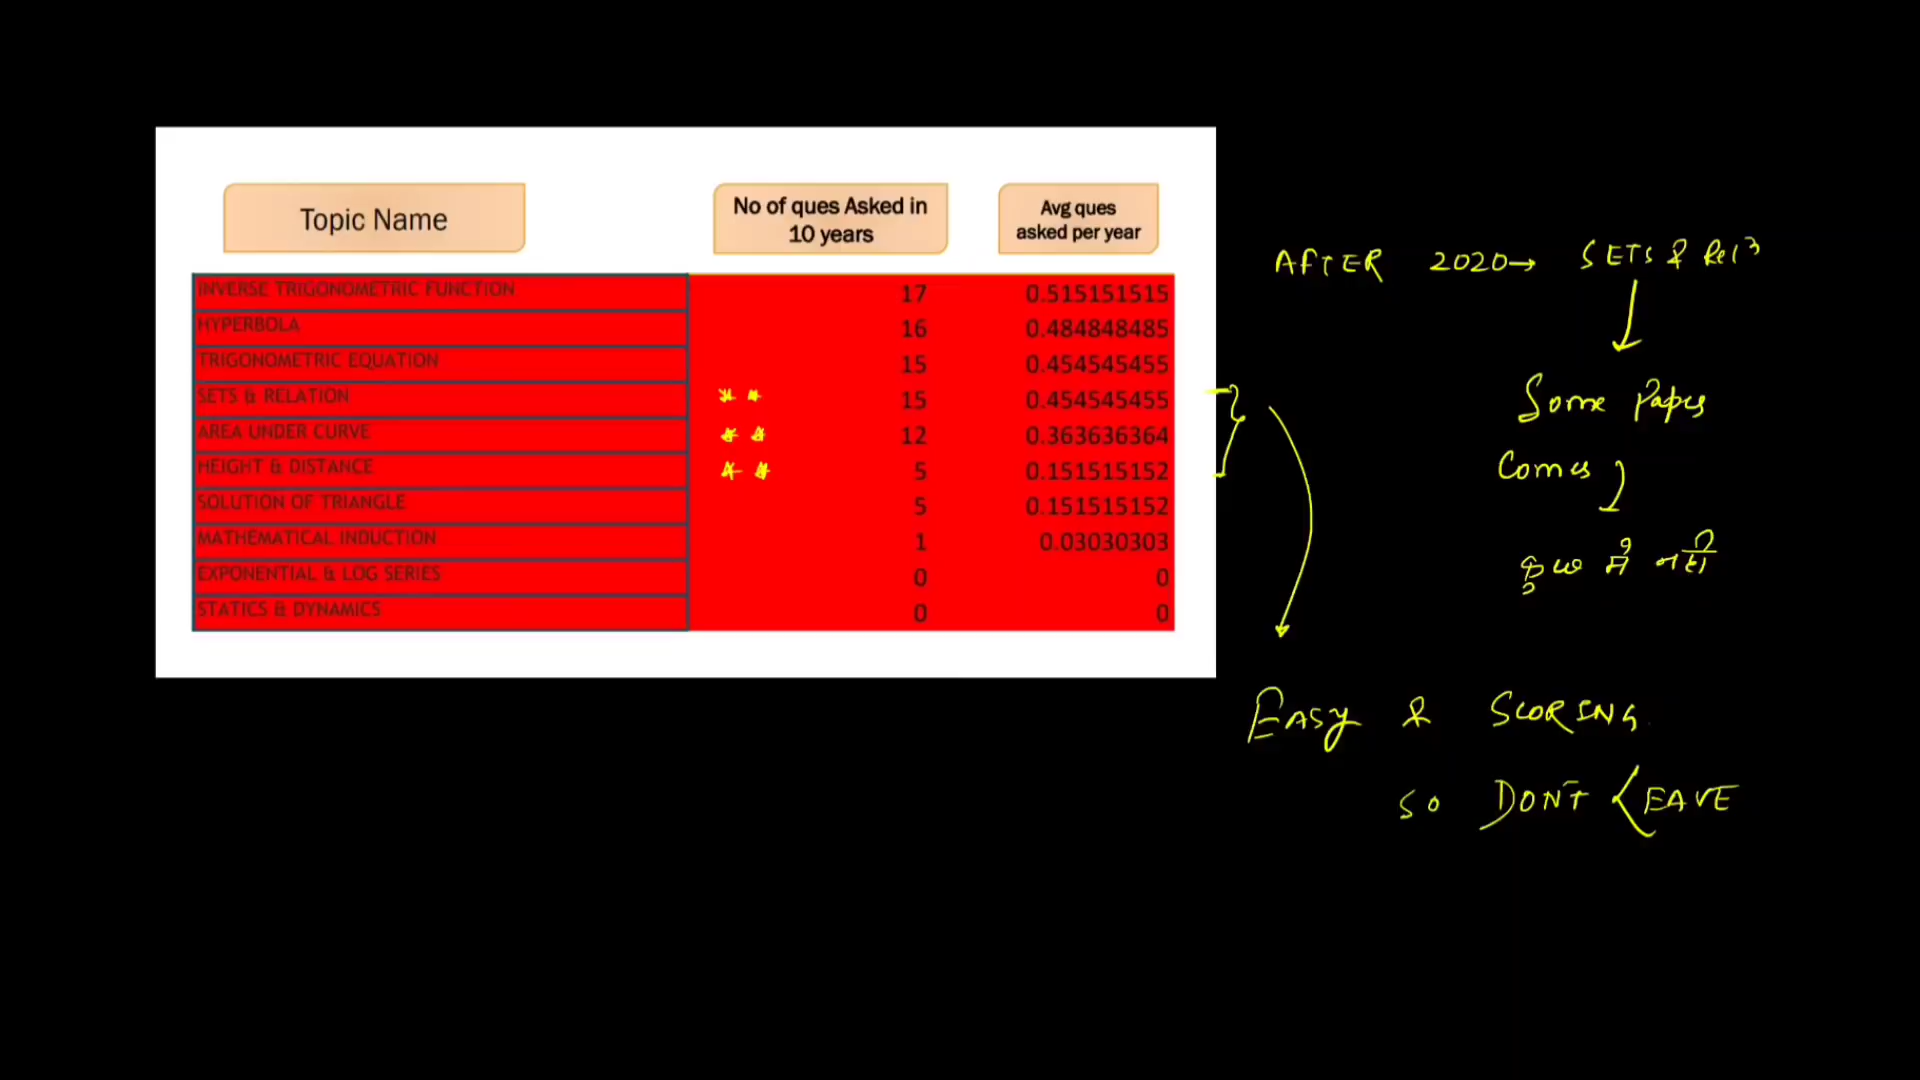 Topic Name
No of ques Asked in
10 years
Avg ques
asked per year
INVERSE TRIGONOMETRIC FUNCTION 17 0.515151515
HYPERBOLA 16 0.484848485
TRIGONOMETRIC EQUATION 15 0.454545455
SETS & RELATION ** 15 0.454545455
AREA UNDER CURVE ** 12 0.363636364
HEIGHT & DISTANCE ** 5 0.151515152
SOLUTION OF TRIANGLE 5 0.151515152
MATHEMATICAL INDUCTION 1 0.03030303
EXPONENTIAL & LOG SERIES 0 0
STATICS & DYNAMICS 0 0
AFTER 2020→ SETS & Rel
Some
Comes
में नहीं
EASY & SCORING
SO DON'T LEAVE